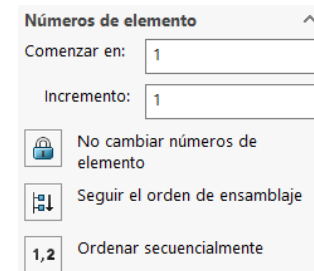 Números de elemento
Comenzar en: 1
Incremento: 1
No cambiar números de
elemento
Seguir el orden de ensamblaje
1,2 Ordenar secuencialmente